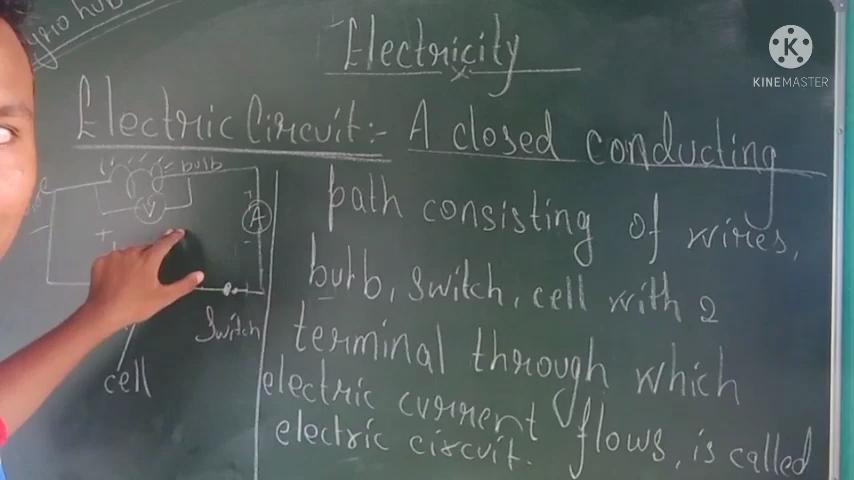 Electricity
K
KINEMASTER
Electric Circuit:- A closed conducting
path consisting of wires,
bulb, switch, cell with 2
terminal through which
electric current flows, is called
electric circuit.
bulb
V
A
+
-
Switch
cell